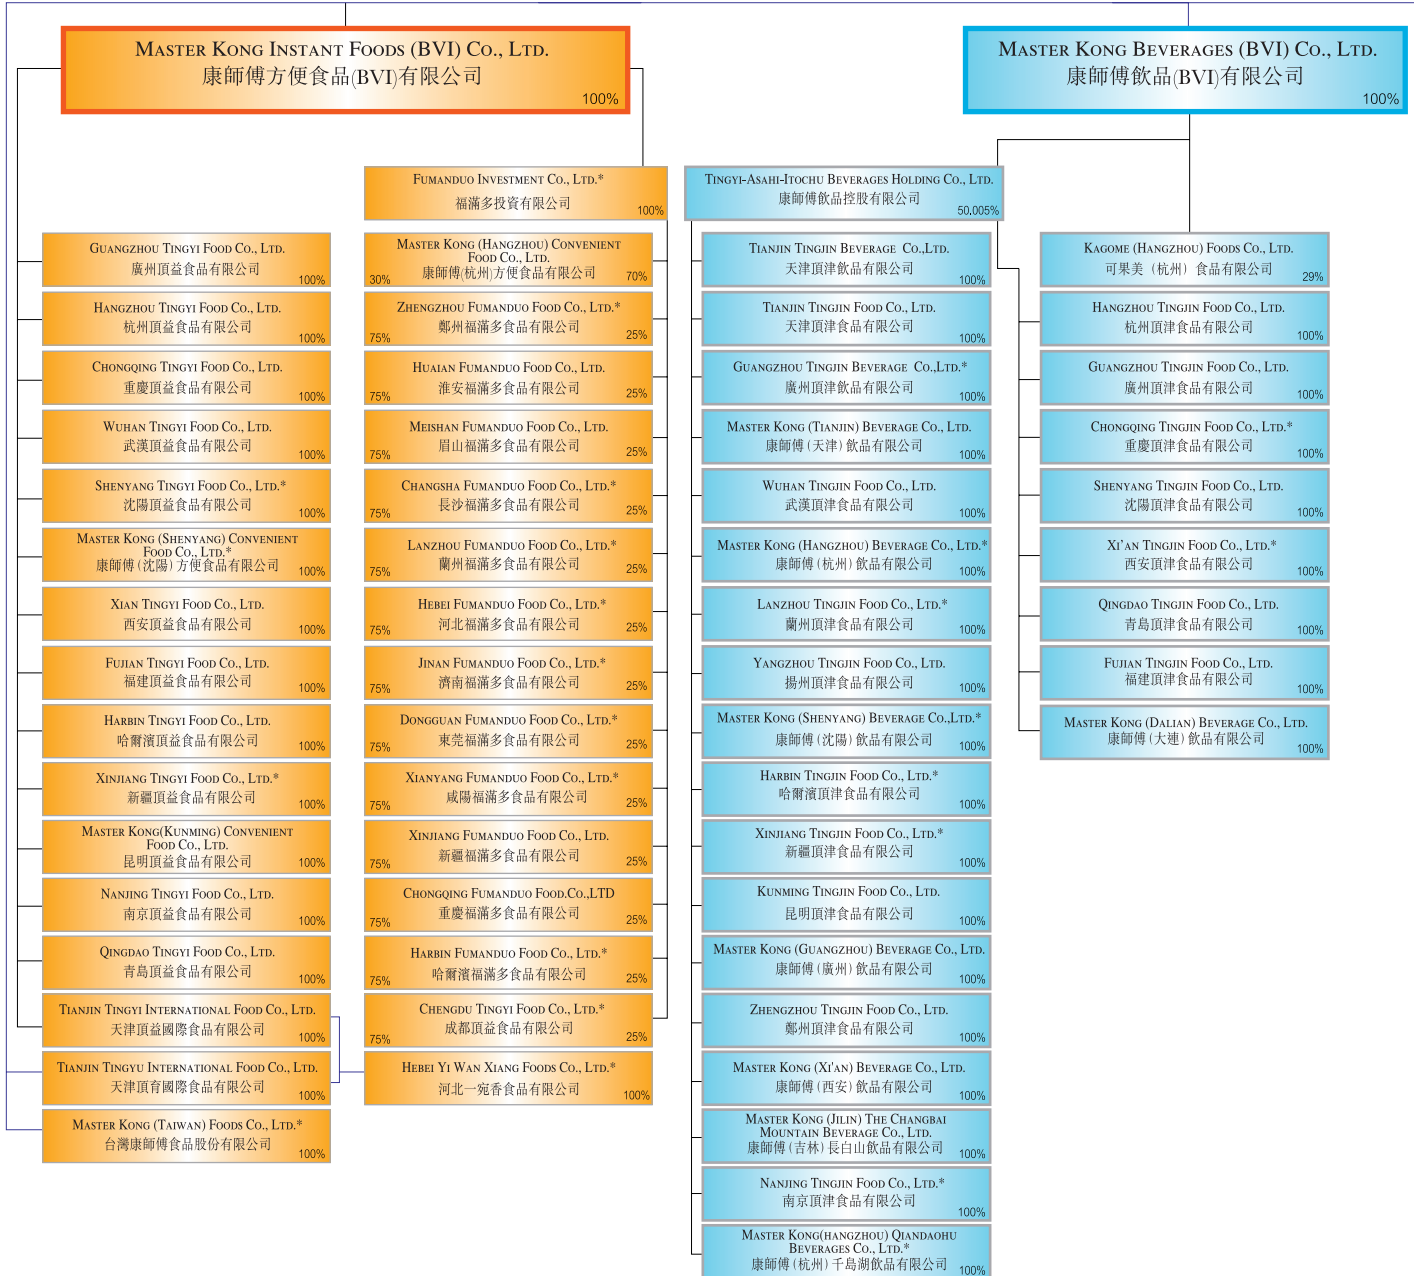 Master Kong Instant Foods (BVI) Co., Ltd.
康師傅方便食品(BVI)有限公司
100%
Master Kong Beverages (BVI) Co., Ltd.
康師傅飲品(BVI)有限公司
100%
Fumanduo Investment Co., Ltd.*
福滿多投資有限公司
100%
Tingyi-Asahi-Itochu Beverages Holding Co., Ltd.
康師傅飲品控股有限公司
50.005%
Guangzhou Tingyi Food Co., Ltd.
廣州頂益食品有限公司
100%
Hangzhou Tingyi Food Co., Ltd.
杭州頂益食品有限公司
100%
Chongqing Tingyi Food Co., Ltd.
重慶頂益食品有限公司
100%
Wuhan Tingyi Food Co., Ltd.
武漢頂益食品有限公司
100%
Shenyang Tingyi Food Co., Ltd.*
沈陽頂益食品有限公司
100%
Master Kong (Shenyang) Convenient
Food Co., Ltd.*
康師傅(沈陽)方便食品有限公司
100%
Xian Tingyi Food Co., Ltd.
西安頂益食品有限公司
100%
Fujian Tingyi Food Co., Ltd.
福建頂益食品有限公司
100%
Harbin Tingyi Food Co., Ltd.
哈爾濱頂益食品有限公司
100%
Xinjiang Tingyi Food Co., Ltd.*
新疆頂益食品有限公司
100%
Master Kong(Kunming) Convenient
Food Co., Ltd.
昆明頂益食品有限公司
100%
Nanjing Tingyi Food Co., Ltd.
南京頂益食品有限公司
100%
Qingdao Tingyi Food Co., Ltd.
青島頂益食品有限公司
100%
Tianjin Tingyi International Food Co., Ltd.
天津頂益國際食品有限公司
100%
Tianjin Tingyu International Food Co., Ltd.
天津頂育國際食品有限公司
100%
Master Kong (Taiwan) Foods Co., Ltd.*
台灣康師傅食品股份有限公司
100%
Master Kong (Hangzhou) Convenient
Food Co., Ltd.
康師傅(杭州)方便食品有限公司
30% 70%
Zhengzhou Fumanduo Food Co., Ltd.*
鄭州福滿多食品有限公司
75% 25%
Huaian Fumanduo Food Co., Ltd.
淮安福滿多食品有限公司
75% 25%
Meishan Fumanduo Food Co., Ltd.
眉山福滿多食品有限公司
75% 25%
Changsha Fumanduo Food Co., Ltd.*
長沙福滿多食品有限公司
75% 25%
Lanzhou Fumanduo Food Co., Ltd.*
蘭州福滿多食品有限公司
75% 25%
Hebei Fumanduo Food Co., Ltd.*
河北福滿多食品有限公司
75% 25%
Jinan Fumanduo Food Co., Ltd.*
濟南福滿多食品有限公司
75% 25%
Dongguan Fumanduo Food Co., Ltd.*
東莞福滿多食品有限公司
75% 25%
Xianyang Fumanduo Food Co., Ltd.*
咸陽福滿多食品有限公司
75% 25%
Xinjiang Fumanduo Food Co., Ltd.
新疆福滿多食品有限公司
75% 25%
Chongqing Fumanduo Food.Co.,LTD
重慶福滿多食品有限公司
75% 25%
Harbin Fumanduo Food Co., Ltd.*
哈爾濱福滿多食品有限公司
75% 25%
Chengdu Tingyi Food Co., Ltd.*
成都頂益食品有限公司
75% 25%
Hebei Yi Wan Xiang Foods Co., Ltd.*
河北一宛香食品有限公司
100%
Tianjin Tingjin Beverage Co.,Ltd.
天津頂津飲品有限公司
100%
Tianjin Tingjin Food Co., Ltd.
天津頂津食品有限公司
100%
Guangzhou Tingjin Beverage Co.,Ltd.*
廣州頂津飲品有限公司
100%
Master Kong (Tianjin) Beverage Co., Ltd.
康師傅(天津)飲品有限公司
100%
Wuhan Tingjin Food Co., Ltd.
武漢頂津食品有限公司
100%
Master Kong (Hangzhou) Beverage Co., Ltd.*
康師傅(杭州)飲品有限公司
100%
Lanzhou Tingjin Food Co., Ltd.*
蘭州頂津食品有限公司
100%
Yangzhou Tingjin Food Co., Ltd.
揚州頂津食品有限公司
100%
Master Kong (Shenyang) Beverage Co.,Ltd.*
康師傅(沈陽)飲品有限公司
100%
Harbin Tingjin Food Co., Ltd.*
哈爾濱頂津食品有限公司
100%
Xinjiang Tingjin Food Co., Ltd.*
新疆頂津食品有限公司
100%
Kunming Tingjin Food Co., Ltd.
昆明頂津食品有限公司
100%
Master Kong (Guangzhou) Beverage Co., Ltd.
康師傅(廣州)飲品有限公司
100%
Zhengzhou Tingjin Food Co., Ltd.
鄭州頂津食品有限公司
100%
Master Kong (Xi'an) Beverage Co., Ltd.
康師傅(西安)飲品有限公司
100%
Master Kong (Jilin) The Changbai
Mountain Beverage Co., Ltd.
康師傅(吉林)長白山飲品有限公司
100%
Nanjing Tingjin Food Co., Ltd.*
南京頂津食品有限公司
100%
Master Kong(hangzhou) Qiandaohu
Beverages Co., Ltd.*
康師傅(杭州)千島湖飲品有限公司
100%
Kagome (Hangzhou) Foods Co., Ltd.
可果美（杭州）食品有限公司
29%
Hangzhou Tingjin Food Co., Ltd.
杭州頂津食品有限公司
100%
Guangzhou Tingjin Food Co., Ltd.
廣州頂津食品有限公司
100%
Chongqing Tingjin Food Co., Ltd.*
重慶頂津食品有限公司
100%
Shenyang Tingjin Food Co., Ltd.
沈陽頂津食品有限公司
100%
Xi'an Tingjin Food Co., Ltd.*
西安頂津食品有限公司
100%
Qingdao Tingjin Food Co., Ltd.
青島頂津食品有限公司
100%
Fujian Tingjin Food Co., Ltd.
福建頂津食品有限公司
100%
Master Kong (Dalian) Beverage Co., Ltd.
康師傅(大連)飲品有限公司
100%